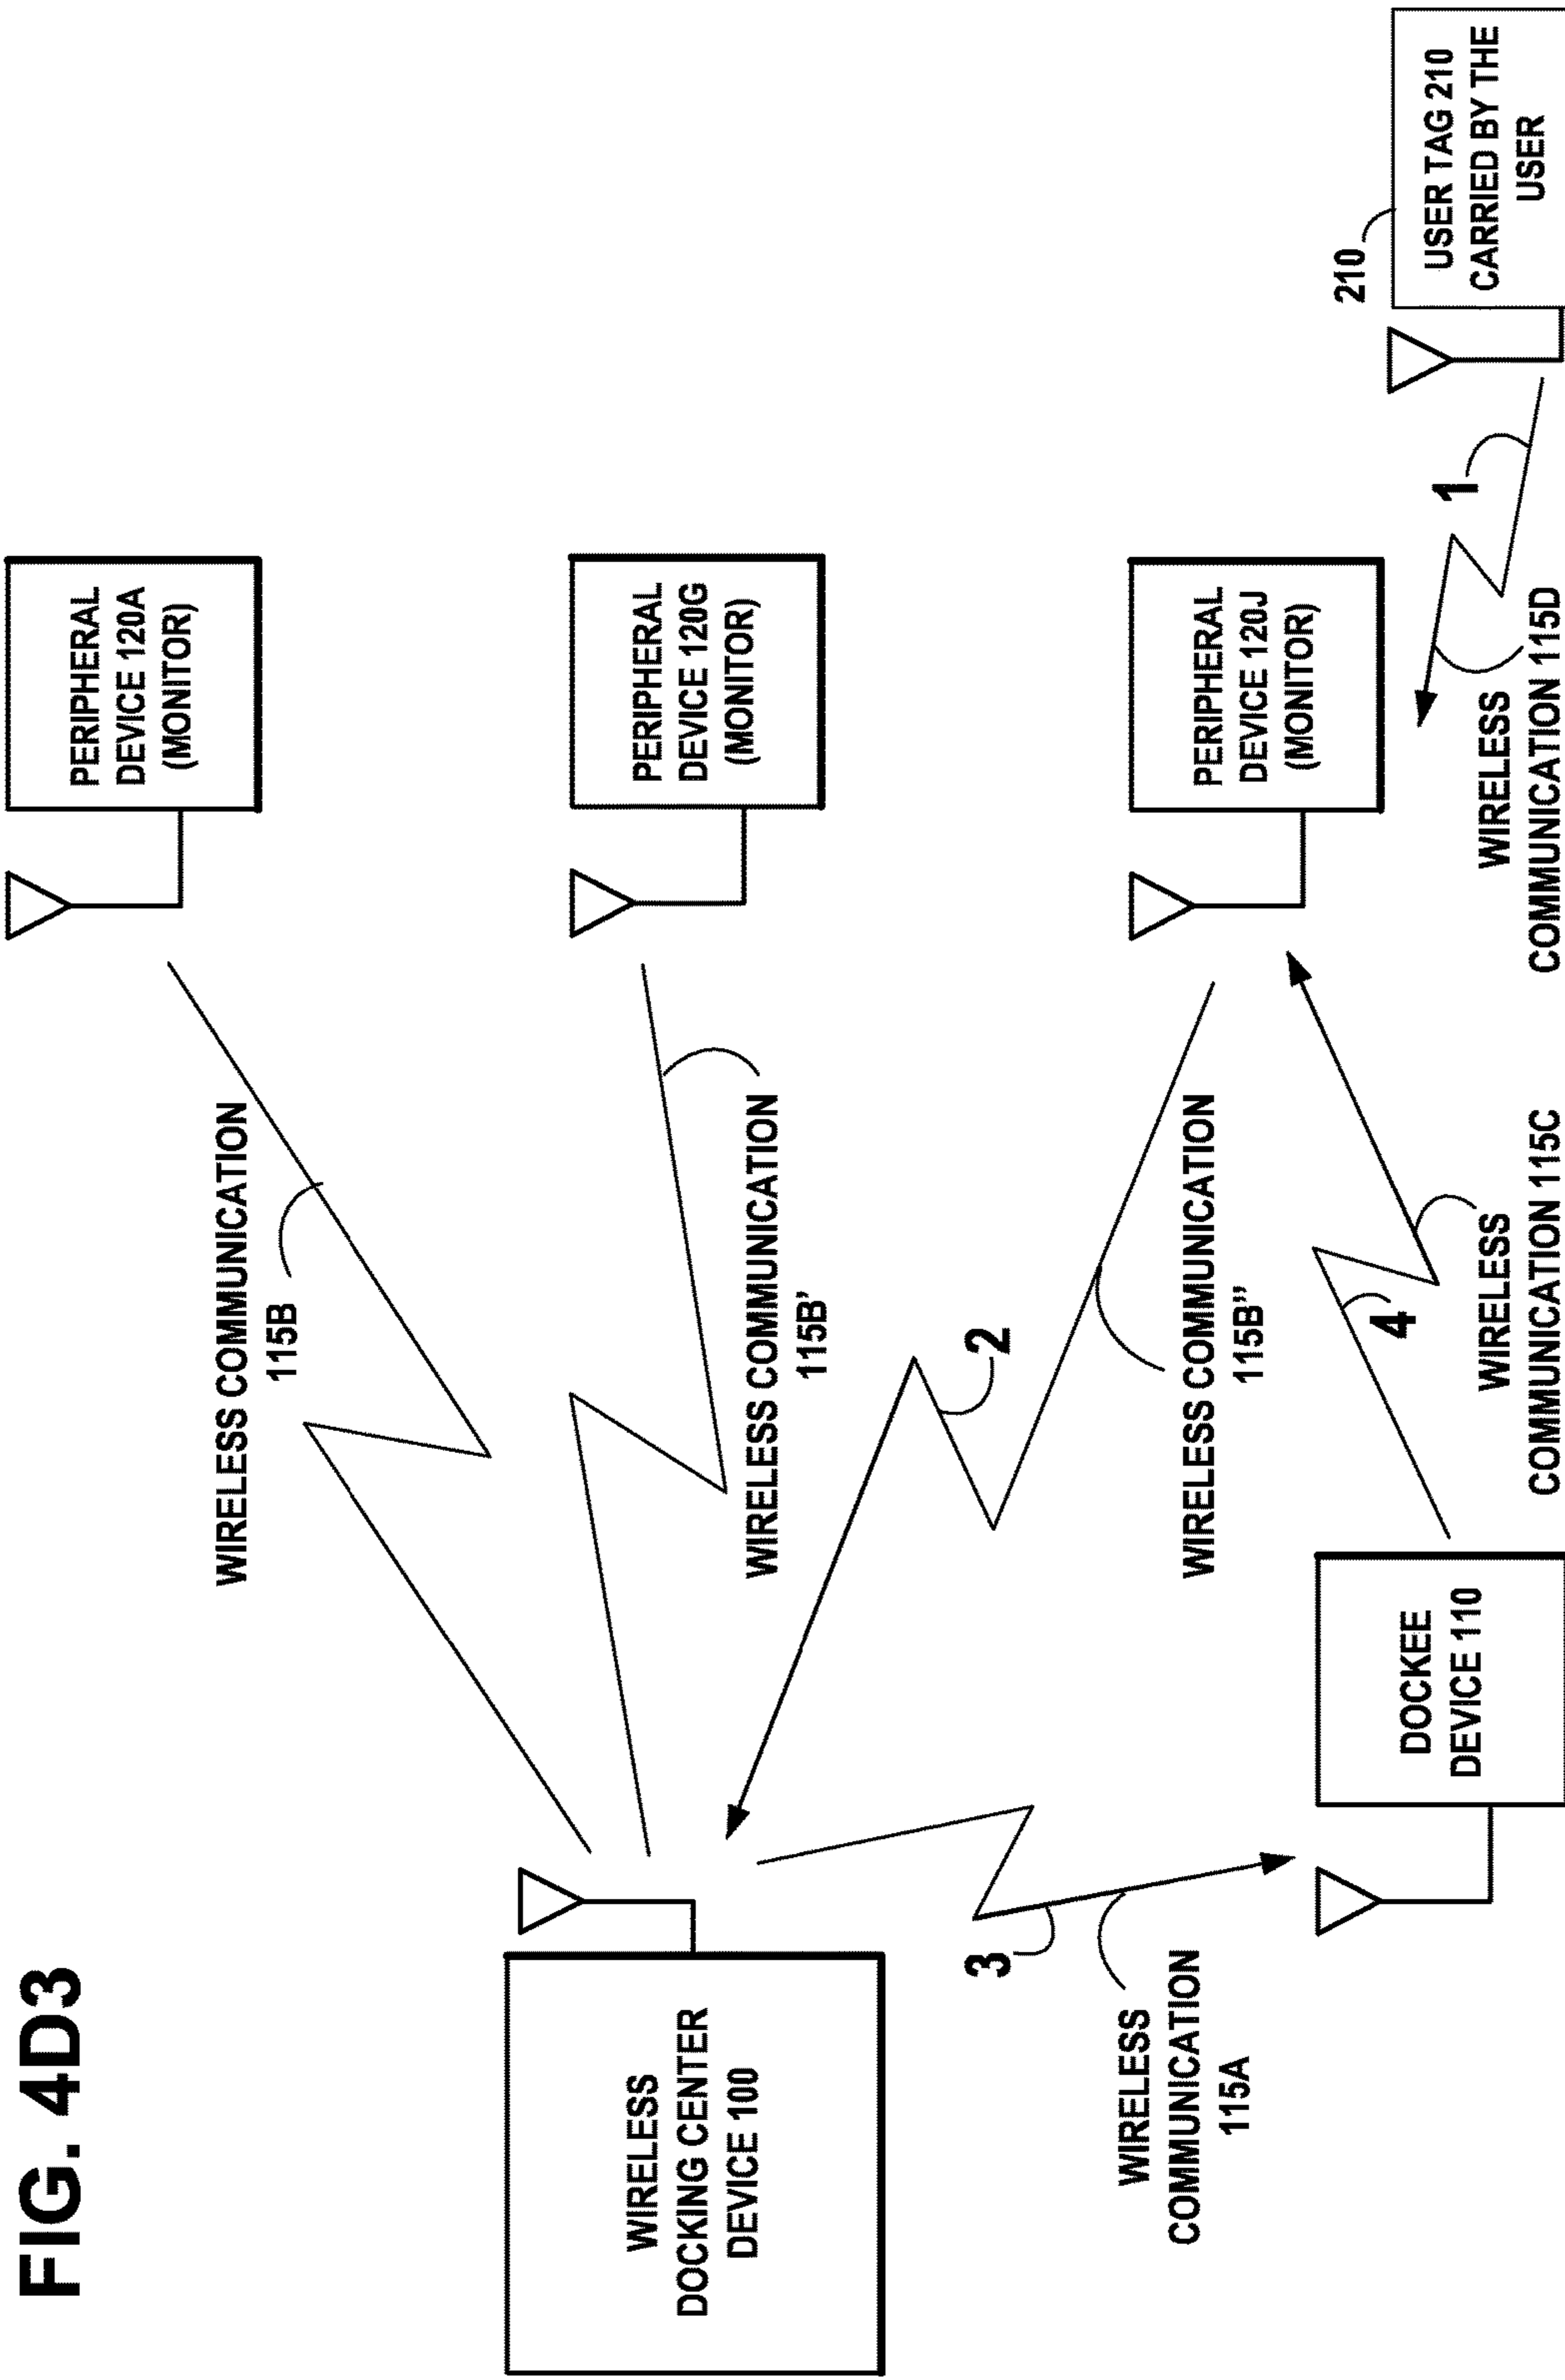 FIG. 4D3
WIRELESS
DOCKING CENTER
DEVICE 100
WIRELESS COMMUNICATION
115B
PERIPHERAL
DEVICE 120A
(MONITOR)
WIRELESS COMMUNICATION
115B'
PERIPHERAL
DEVICE 120G
(MONITOR)
2
WIRELESS COMMUNICATION
115B"
PERIPHERAL
DEVICE 120J
(MONITOR)
3
WIRELESS
COMMUNICATION
115A
DOCKEE
DEVICE 110
4
WIRELESS
COMMUNICATION 115C
1
WIRELESS
COMMUNICATION 115D
210
USER TAG 210
CARRIED BY THE
USER